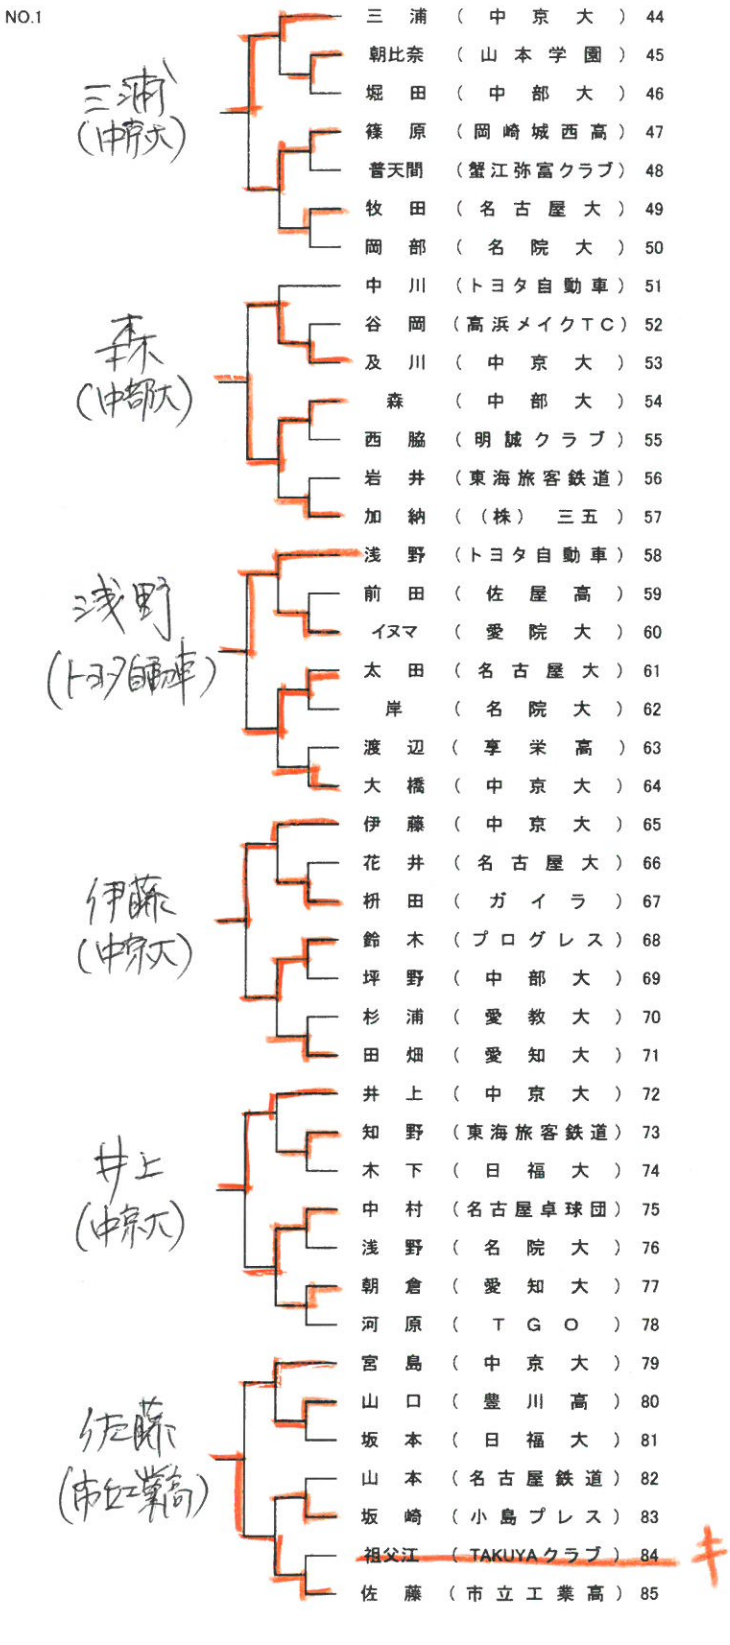 NO.1
三浦 (中京大) 44
朝比奈 (山本学園) 45
堀田 (中部大) 46
三浦
(中京大)
篠原 (岡崎城西高) 47
普天間 (蟹江弥富クラブ) 48
牧田 (名古屋大) 49
岡部 (名院大) 50
中川 (トヨタ自動車) 51
谷岡 (高浜メイクTC) 52
及川 (中京大) 53
森
(中部大)
森 (中部大) 54
西脇 (明誠クラブ) 55
岩井 (東海旅客鉄道) 56
加納 ((株)三五) 57
浅野 (トヨタ自動車) 58
前田 (佐屋高) 59
イヌマ (愛院大) 60
浅野
(トヨタ自動車)
太田 (名古屋大) 61
岸 (名院大) 62
渡辺 (享栄高) 63
大橋 (中京大) 64
伊藤 (中京大) 65
花井 (名古屋大) 66
枡田 (ガイラ) 67
伊藤
(中京大)
鈴木 (プログレス) 68
坪野 (中部大) 69
杉浦 (愛教大) 70
田畑 (愛知大) 71
井上 (中京大) 72
知野 (東海旅客鉄道) 73
木下 (日福大) 74
井上
(中京大)
中村 (名古屋卓球団) 75
浅野 (名院大) 76
朝倉 (愛知大) 77
河原 (TGO) 78
宮島 (中京大) 79
山口 (豊川高) 80
坂本 (日福大) 81
佐藤
(市立工業高)
山本 (名古屋鉄道) 82
坂崎 (小島プレス) 83
祖父江 (TAKUYAクラブ) 84 キ
佐藤 (市立工業高) 85